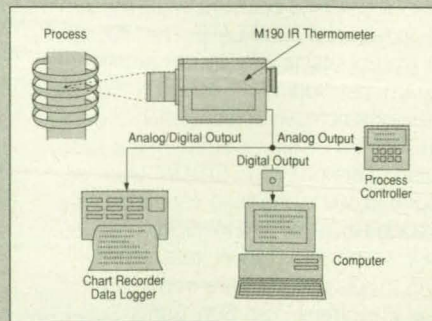 Process
M190 IR Thermometer
Analog/Digital Output
Analog Output
Digital Output
Process
Controller
Chart Recorder
Data Logger
Computer